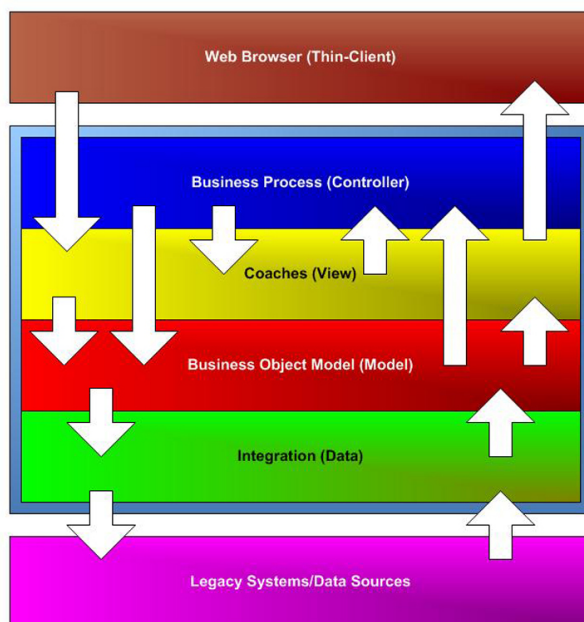 Web Browser (Thin-Client)
Business Process (Controller)
Coaches (View)
Business Object Model (Model)
Integration (Data)
Legacy Systems/Data Sources